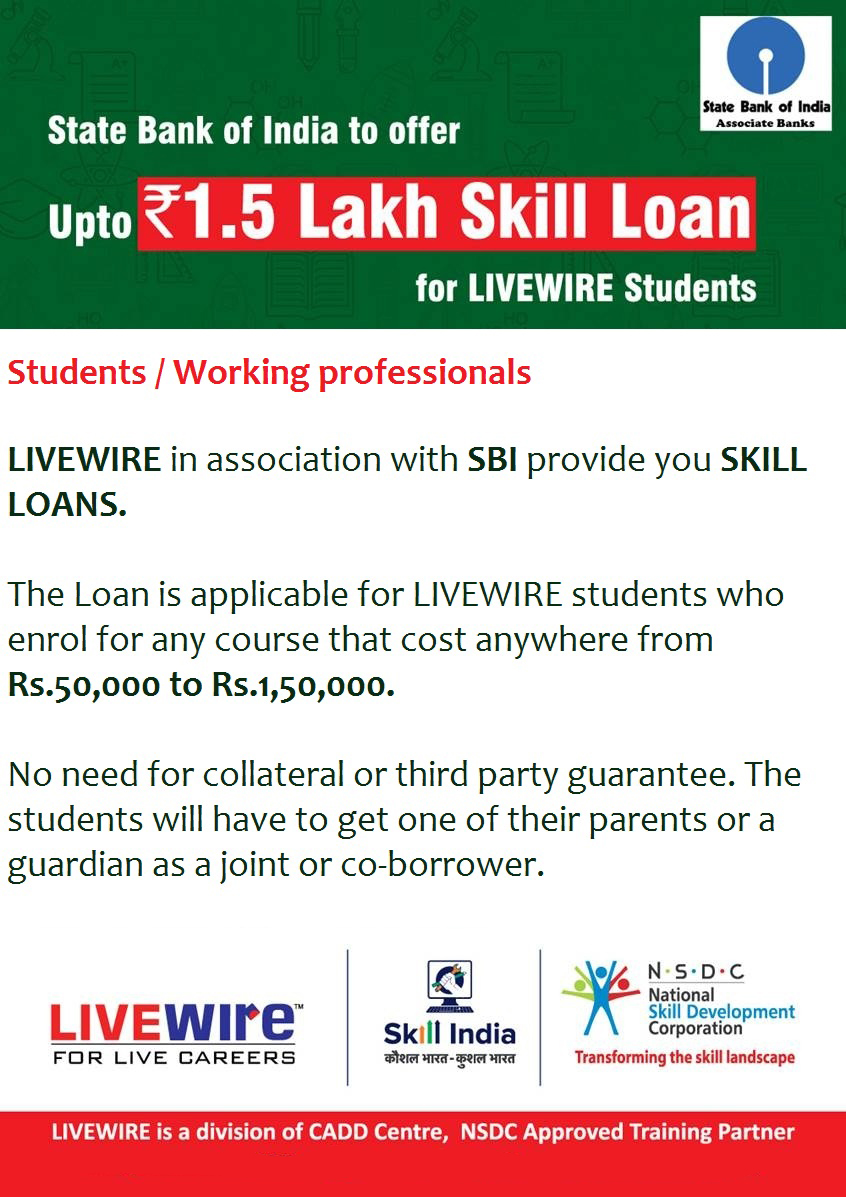 State Bank of India
Associate Banks
State Bank of India to offer
Upto ₹1.5 Lakh Skill Loan
for LIVEWIRE Students
Students / Working professionals
LIVEWIRE in association with SBI provide you SKILL
LOANS.
The Loan is applicable for LIVEWIRE students who
enrol for any course that cost anywhere from
Rs.50,000 to Rs.1,50,000.
No need for collateral or third party guarantee. The
students will have to get one of their parents or a
guardian as a joint or co-borrower.
LIVEWIRE™
FOR LIVE CAREERS
Skill India
कौशल भारत - कुशल भारत
N·S·D·C
National
Skill Development
Corporation
Transforming the skill landscape
LIVEWIRE is a division of CADD Centre, NSDC Approved Training Partner